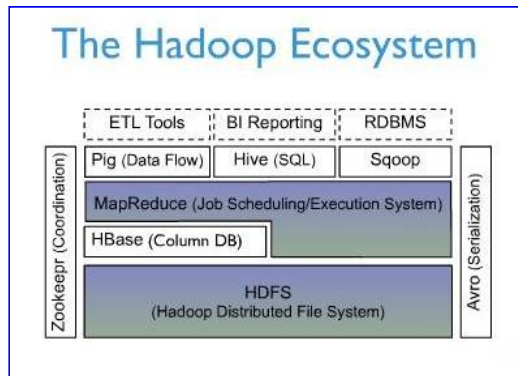 The Hadoop Ecosystem
ETL Tools
BI Reporting
RDBMS
Pig (Data Flow)
Hive (SQL)
Sqoop
MapReduce (Job Scheduling/Execution System)
HBase (Column DB)
HDFS
(Hadoop Distributed File System)
Zookeepr (Coordination)
Avro (Serialization)